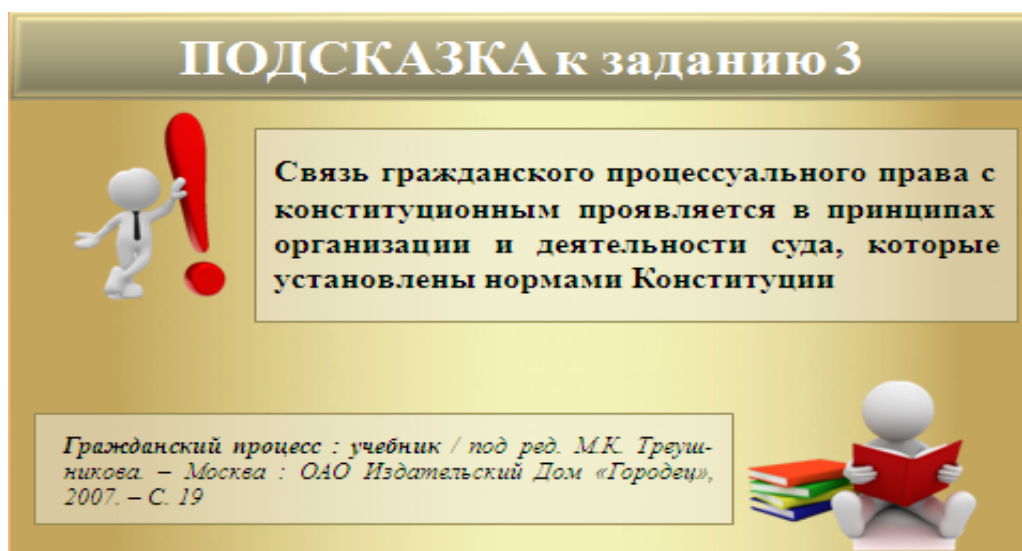 ПОДСКАЗКА к заданию 3
Связь гражданского процессуального права с
конституционным проявляется в принципах
организации и деятельности суда, которые
установлены нормами Конституции
Гражданский процесс : учебник / под ред. М.К. Треуш-
никова. – Москва : ОАО Издательский Дом «Городец»,
2007. – С. 19